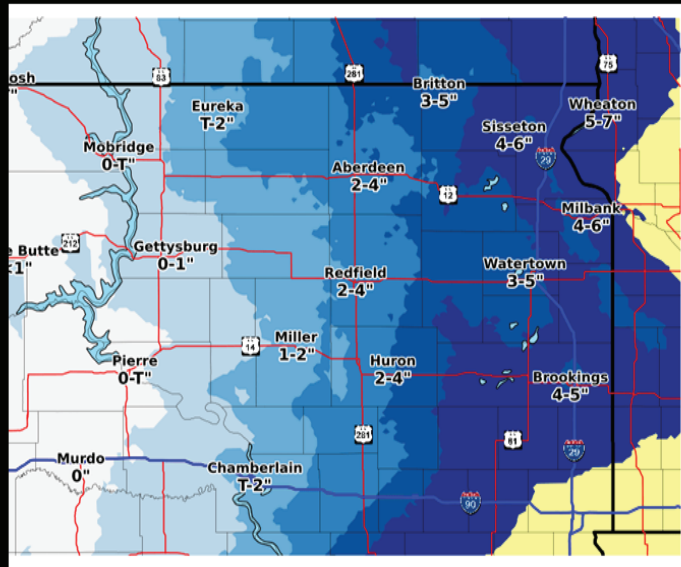 75
83
281
osh
Britton
3-5"
Eureka
T-2"
Wheaton
5-7"
Sisseton
4-6"
Mobridge
0-T"
29
Aberdeen
2-4"
12
Milbank
4-6"
212
e Butte
<1"
Gettysburg
0-1"
Redfield
2-4"
Watertown
3-5"
14
Miller
1-2"
Pierre
0-T"
Huron
2-4"
Brookings
4-5"
281
81
29
Murdo
0"
Chamberlain
T-2"
90